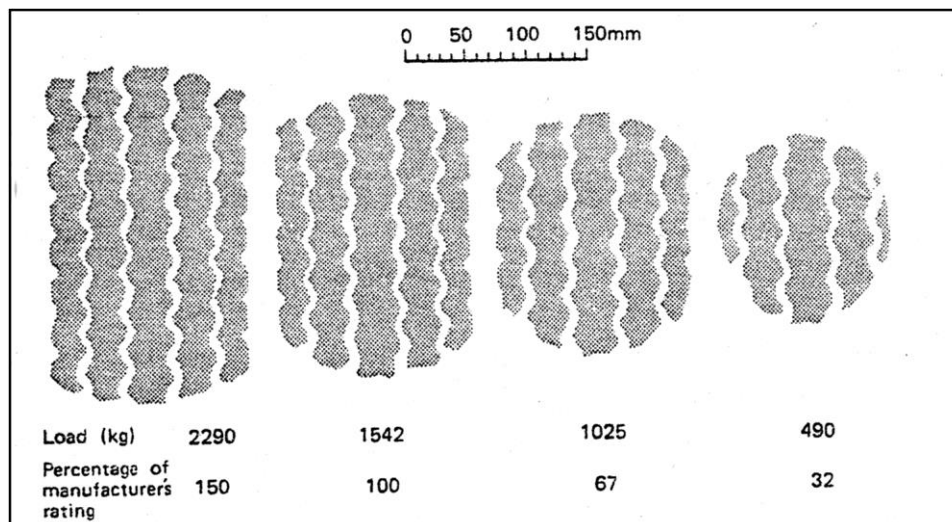 0 50 100 150mm
Load (kg) 2290 1542 1025 490
Percentage of
manufacturer's 150 100 67 32
rating